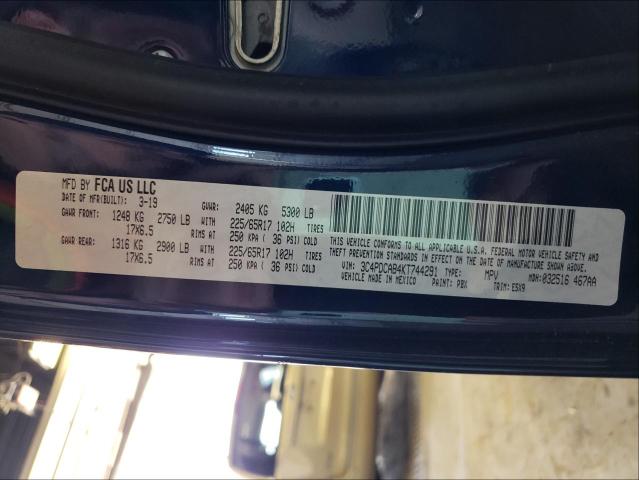 MFD BY FCA US LLC
DATE OF MFR(BUILT): 3-19 GVWR: 2405 KG 5300 LB
GAWR FRONT: 1248 KG 2750 LB WITH 225/65R17 102H TIRES
17X6.5 RIMS AT 250 KPA ( 36 PSI) COLD
GAWR REAR: 1316 KG 2900 LB WITH 225/65R17 102H TIRES
17X6.5 RIMS AT 250 KPA ( 36 PSI) COLD
THIS VEHICLE CONFORMS TO ALL APPLICABLE U.S.A. FEDERAL MOTOR VEHICLE SAFETY AND
THEFT PREVENTION STANDARDS IN EFFECT ON THE DATE OF MANUFACTURE SHOWN ABOVE.
VIN: 3C4PDCAB4KT744291 TYPE: MPV MDH:032516 467AA
VEHICLE MADE IN MEXICO PAINT: PBX TRIM: E5X9